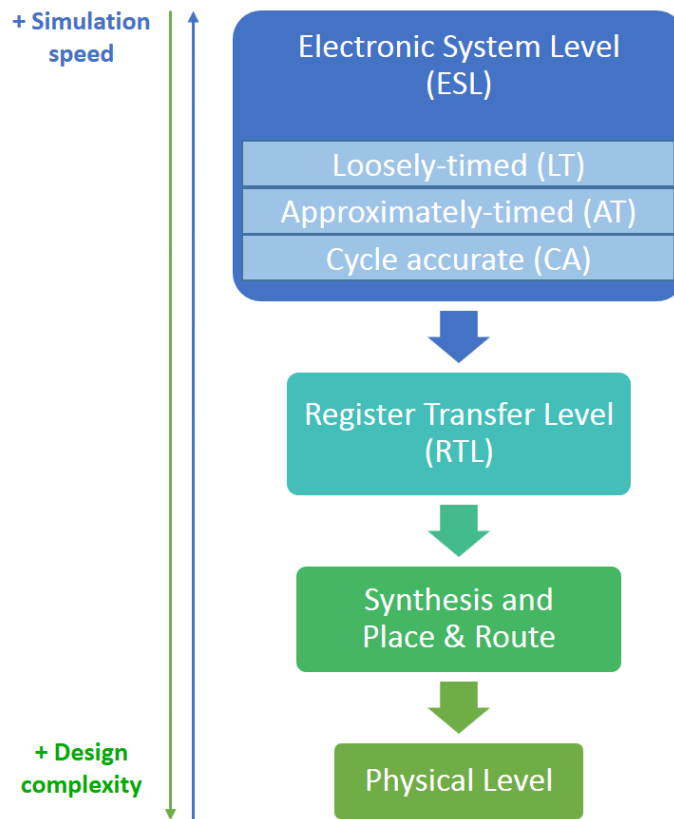 + Simulation
speed
Electronic System Level
(ESL)
Loosely-timed (LT)
Approximately-timed (AT)
Cycle accurate (CA)
Register Transfer Level
(RTL)
Synthesis and
Place & Route
+ Design
complexity
Physical Level